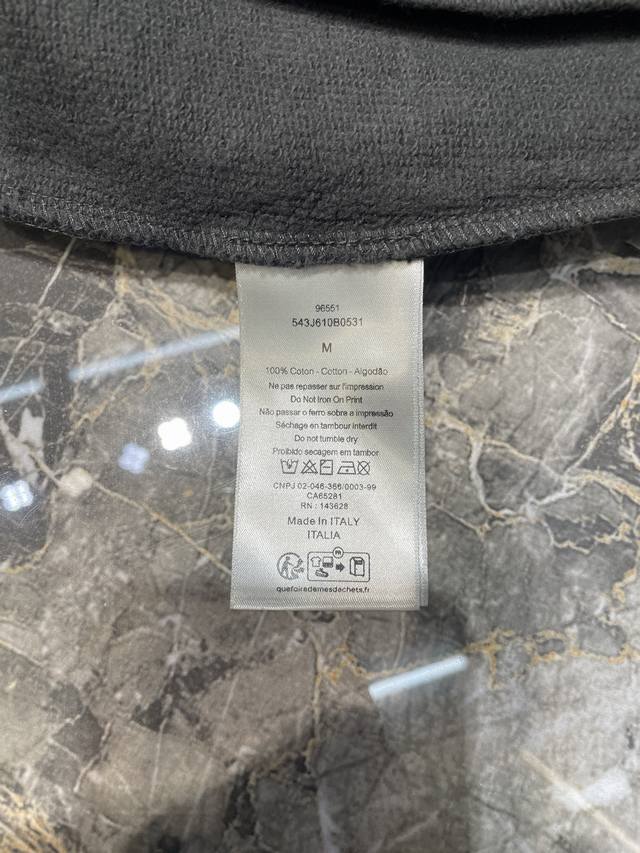 96551
543J610B0531
M
100% Coton - Cotton - Algodão
Ne pas repasser sur l'impression
Do Not Iron On Print
Não passar o ferro sobre a impressão
Séchage en tambour interdit
Do not tumble dry
Proibido secagem em tambor
CNPJ 02-046-366/0003-99
CA65281
RN : 143628
Made In ITALY
ITALIA
FR
quefairedemesdechets.fr